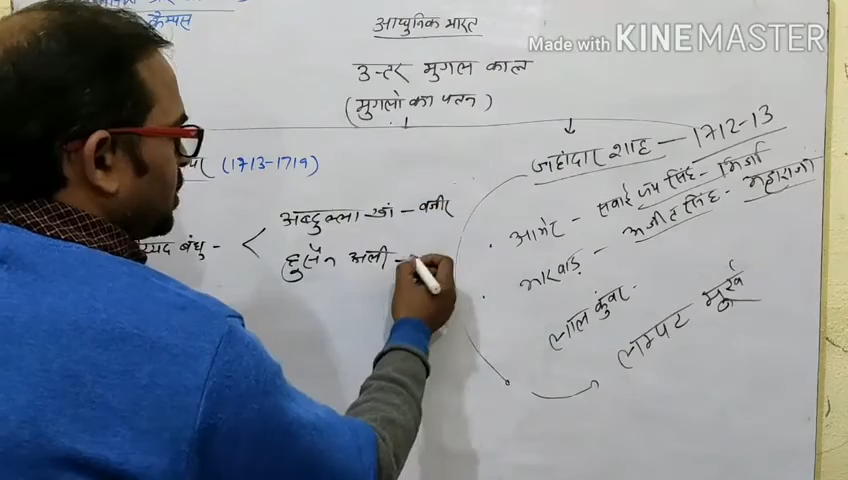 कैम्पस
आधुनिक भारत
Made with KINEMASTER
उत्तर मुगल काल
(मुगलों का पतन)
(1713-1719)
जहांदार शाह - 1712-13
अब्दुल्ला खां - वजीर
बंधु -
हुसैन अली -
आमेर - सवाई जय सिंह - मिर्जा
मारवाड़ - अजीत सिंह - महाराजा
लाल कुंवर
लम्पट मूर्ख